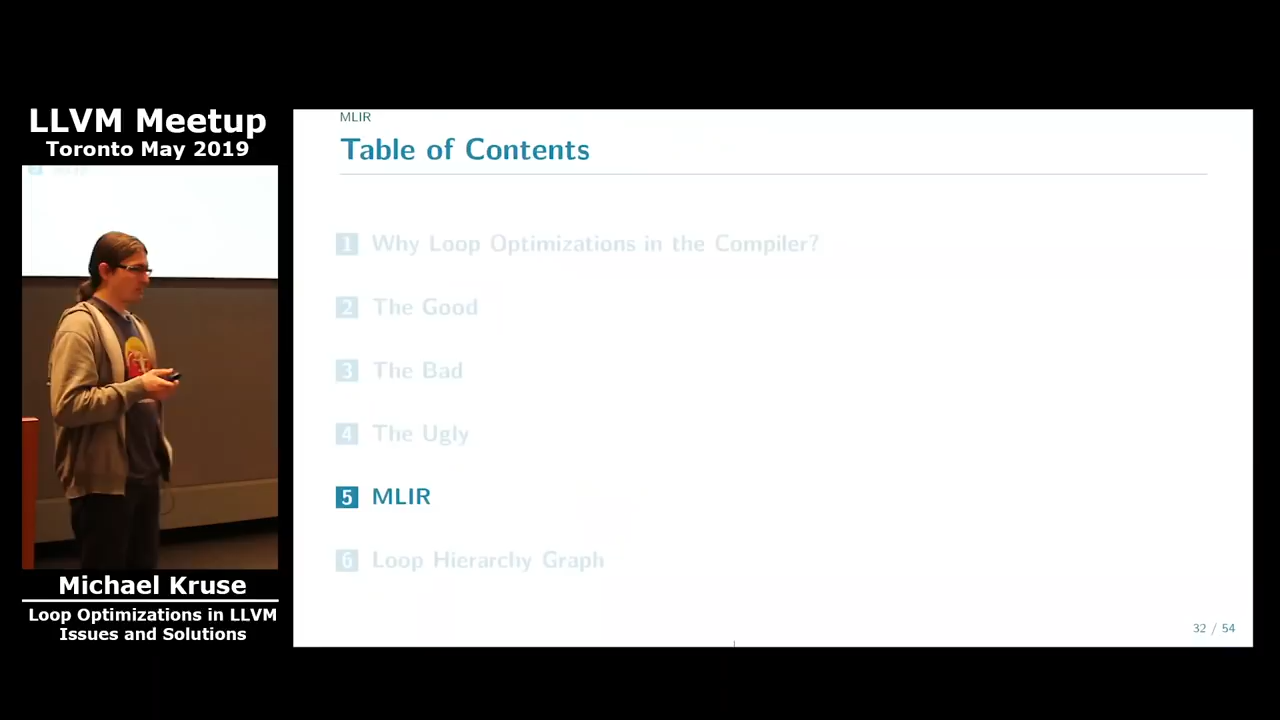 LLVM Meetup
Toronto May 2019
Michael Kruse
Loop Optimizations in LLVM
Issues and Solutions
MLIR
Table of Contents
1 Why Loop Optimizations in the Compiler?
2 The Good
3 The Bad
4 The Ugly
5 MLIR
6 Loop Hierarchy Graph
32 / 54